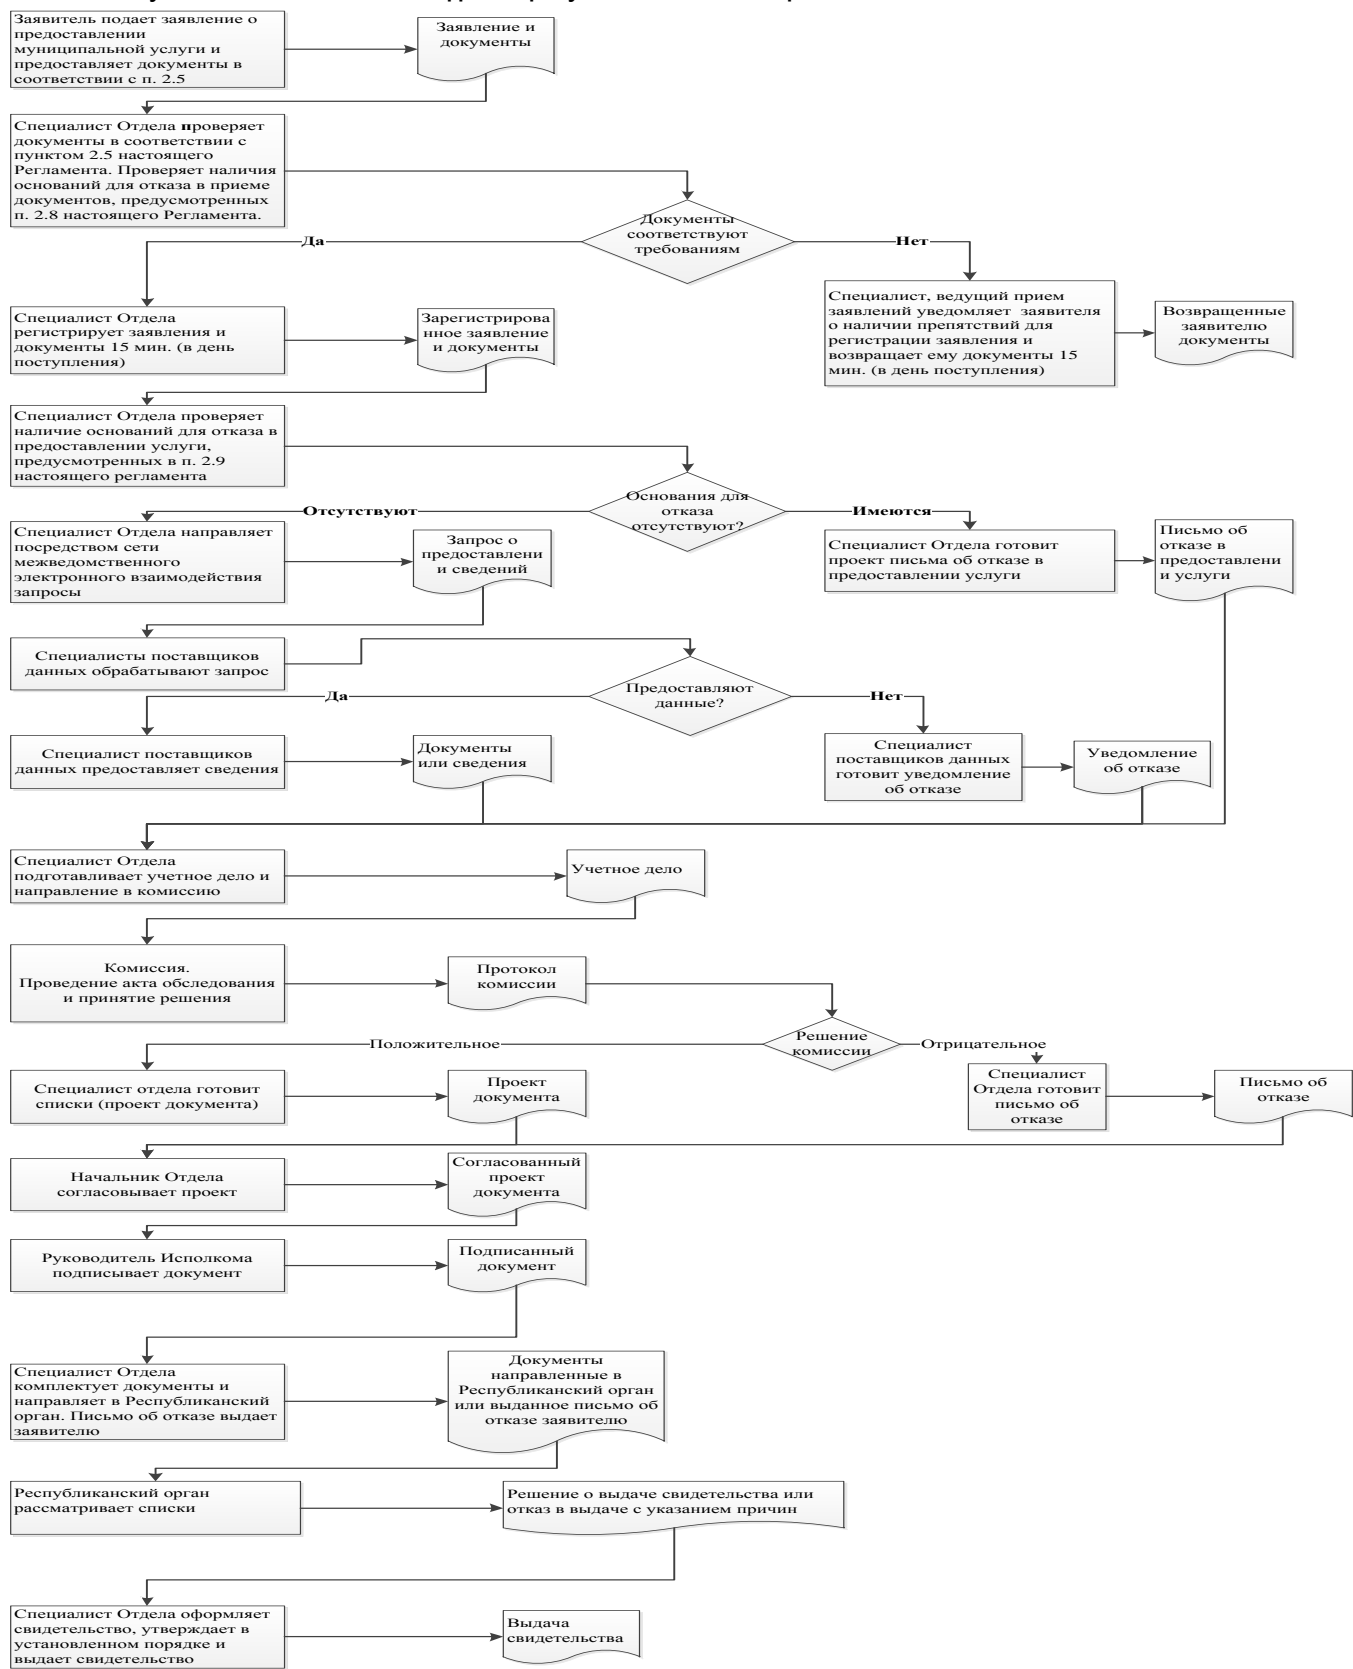 Заявитель подает заявление о
предоставлении
муниципальной услуги и
предоставляет документы в
соответствии с п. 2.5
Заявление и
документы
Специалист Отдела проверяет
документы в соответствии с
пунктом 2.5 настоящего
Регламента. Проверяет наличия
оснований для отказа в приеме
документов, предусмотренных
п. 2.8 настоящего Регламента.
Документы
соответствуют
требованиям
Да
Нет
Специалист Отдела
регистрирует заявления и
документы 15 мин. (в день
поступления)
Зарегистрирова
нное заявление
и документы
Специалист, ведущий прием
заявлений уведомляет заявителя
о наличии препятствий для
регистрации заявления и
возвращает ему документы 15
мин. (в день поступления)
Возвращенные
заявителю
документы
Специалист Отдела проверяет
наличие оснований для отказа в
предоставлении услуги,
предусмотренных в п. 2.9
настоящего регламента
Основания для
отказа
отсутствуют?
Отсутствуют
Имеются
Специалист Отдела направляет
посредством сети
межведомственного
электронного взаимодействия
запросы
Запрос о
предоставлени
и сведений
Специалист Отдела готовит
проект письма об отказе в
предоставлении услуги
Письмо об
отказе в
предоставлени
и услуги
Специалисты поставщиков
данных обрабатывают запрос
Предоставляют
данные?
Да
Нет
Специалист поставщиков
данных предоставляет сведения
Документы
или сведения
Специалист
поставщиков данных
готовит уведомление
об отказе
Уведомление
об отказе
Специалист Отдела
подготавливает учетное дело и
направление в комиссию
Учетное дело
Комиссия.
Проведение акта обследования
и принятие решения
Протокол
комиссии
Решение
комиссии
Положительное
Отрицательное
Специалист отдела готовит
списки (проект документа)
Проект
документа
Специалист
Отдела готовит
письмо об
отказе
Письмо об
отказе
Начальник Отдела
согласовывает проект
Согласованный
проект
документа
Руководитель Исполкома
подписывает документ
Подписанный
документ
Специалист Отдела
комплектует документы и
направляет в Республиканский
орган. Письмо об отказе выдает
заявителю
Документы
направленные в
Республиканский орган
или выданное письмо об
отказе заявителю
Республиканский орган
рассматривает списки
Решение о выдаче свидетельства или
отказ в выдаче с указанием причин
Специалист Отдела оформляет
свидетельство, утверждает в
установленном порядке и
выдает свидетельство
Выдача
свидетельства